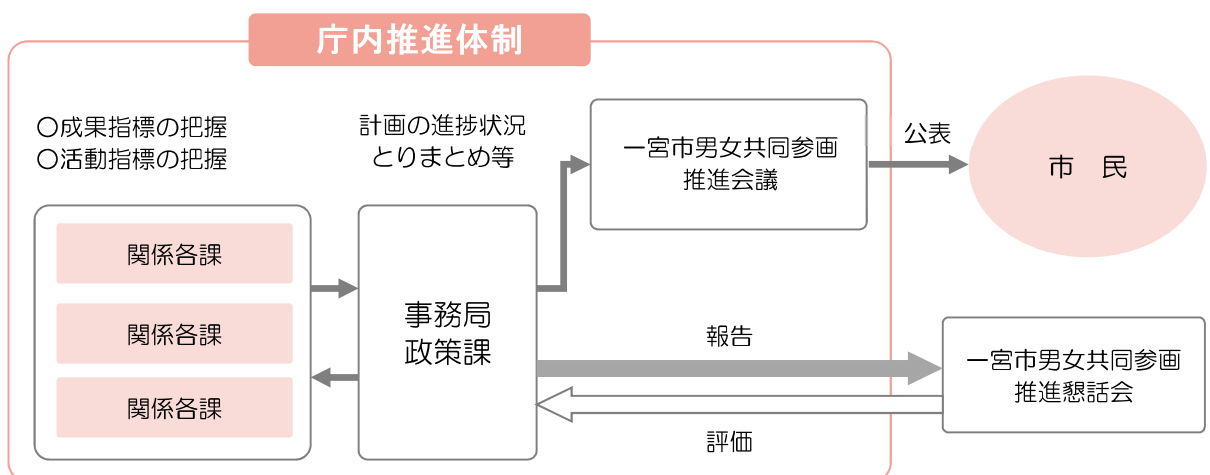 庁内推進体制
〇成果指標の把握
〇活動指標の把握
計画の進捗状況
とりまとめ等
一宮市男女共同参画
推進会議
公表
市 民
関係各課
関係各課
関係各課
事務局
政策課
報告
評価
一宮市男女共同参画
推進懇話会